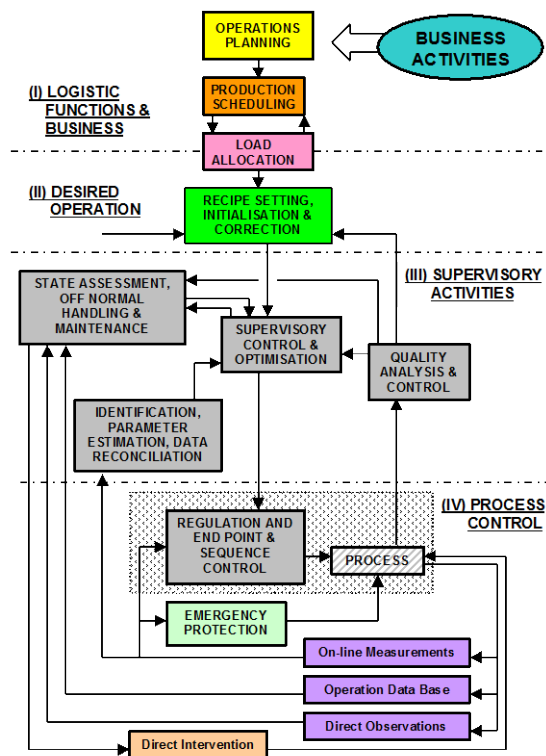 OPERATIONS
PLANNING
BUSINESS
ACTIVITIES
(I) LOGISTIC
FUNCTIONS &
BUSINESS
PRODUCTION
SCHEDULING
LOAD
ALLOCATION
(II) DESIRED
OPERATION
RECIPE SETTING,
INITIALISATION &
CORRECTION
(III) SUPERVISORY
ACTIVITIES
STATE ASSESSMENT,
OFF NORMAL
HANDLING &
MAINTENANCE
SUPERVISORY
CONTROL &
OPTIMISATION
QUALITY
ANALYSIS &
CONTROL
IDENTIFICATION,
PARAMETER
ESTIMATION, DATA
RECONCILIATION
(IV) PROCESS
CONTROL
REGULATION AND
END POINT &
SEQUENCE
CONTROL
PROCESS
EMERGENCY
PROTECTION
On-line Measurements
Operation Data Base
Direct Observations
Direct Intervention